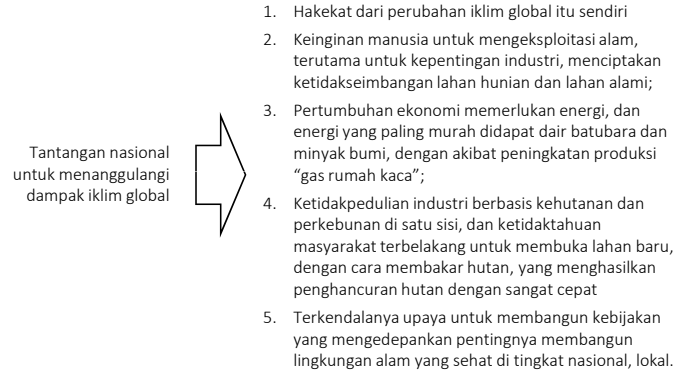 Tantangan nasional
untuk menanggulangi
dampak iklim global
1. Hakekat dari perubahan iklim global itu sendiri
2. Keinginan manusia untuk mengeksploitasi alam,
terutama untuk kepentingan industri, menciptakan
ketidakseimbangan lahan hunian dan lahan alami;
3. Pertumbuhan ekonomi memerlukan energi, dan
energi yang paling murah didapat dair batubara dan
minyak bumi, dengan akibat peningkatan produksi
“gas rumah kaca”;
4. Ketidakpedulian industri berbasis kehutanan dan
perkebunan di satu sisi, dan ketidaktahuan
masyarakat terbelakang untuk membuka lahan baru,
dengan cara membakar hutan, yang menghasilkan
penghancuran hutan dengan sangat cepat
5. Terkendalanya upaya untuk membangun kebijakan
yang mengedepankan pentingnya membangun
lingkungan alam yang sehat di tingkat nasional, lokal.